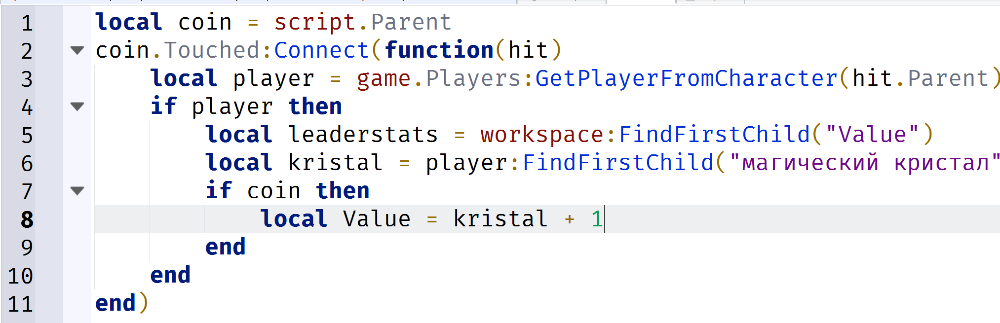 1 local coin = script.Parent
2 coin.Touched:Connect(function(hit)
3 local player = game.Players:GetPlayerFromCharacter(hit.Parent)
4 if player then
5 local leaderstats = workspace:FindFirstChild("Value")
6 local kristal = player:FindFirstChild("магический кристал"
7 if coin then
8 local Value = kristal + 1
9 end
10 end
11 end)